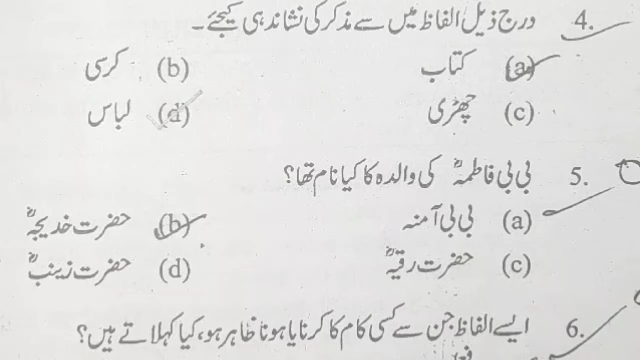 4. درج ذیل الفاظ میں سے مذکر کی نشاندہی کیجئے۔
(a) کتاب (b) کرسی
(c) چھڑی (d) لباس
5. بی بی فاطمہؓ کی والدہ کا کیا نام تھا؟
(a) بی بی آمنہ (b) حضرت خدیجہؓ
(c) حضرت رقیہؓ (d) حضرت زینبؓ
6. ایسے الفاظ جن سے کسی کام کا کرنا یا ہونا ظاہر ہو، کیا کہلاتے ہیں؟